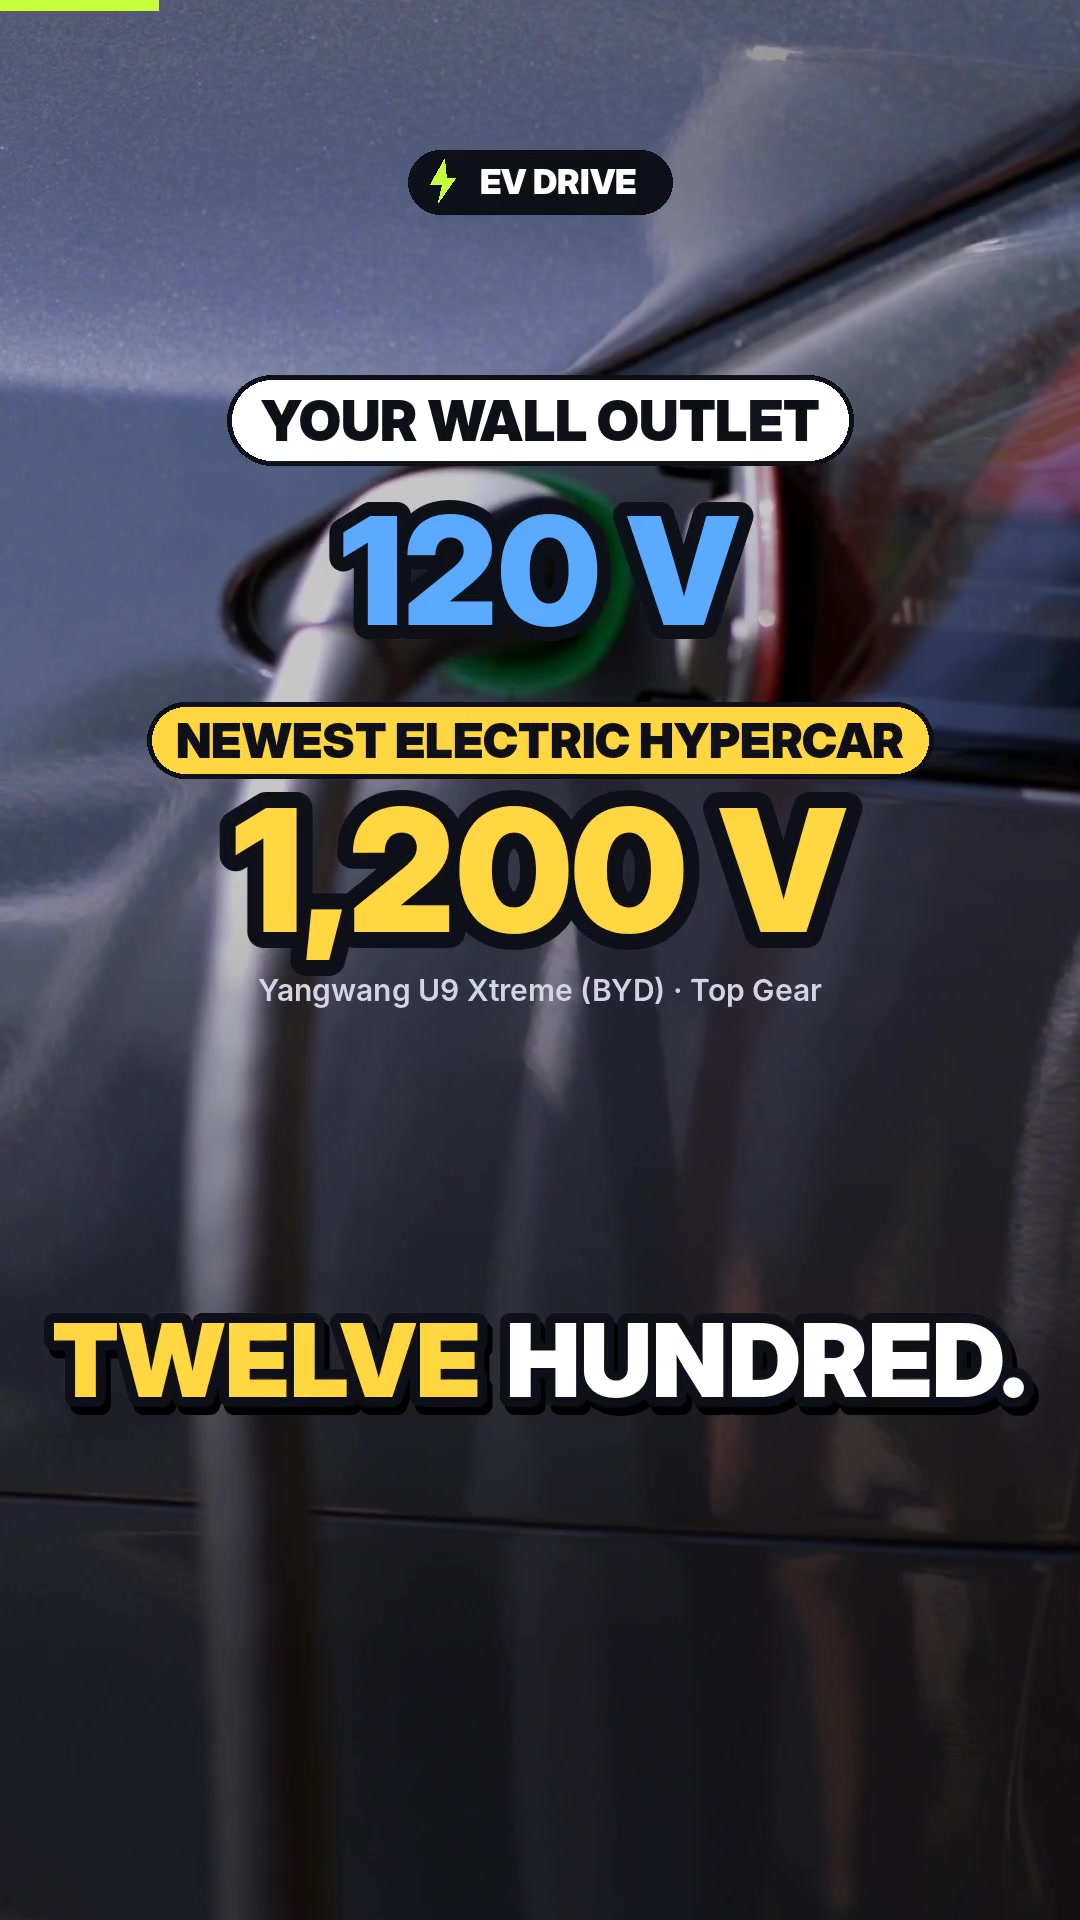 EV DRIVE
YOUR WALL OUTLET
120 V
NEWEST ELECTRIC HYPERCAR
1,200 V
Yangwang U9 Xtreme (BYD) · Top Gear
TWELVE HUNDRED.